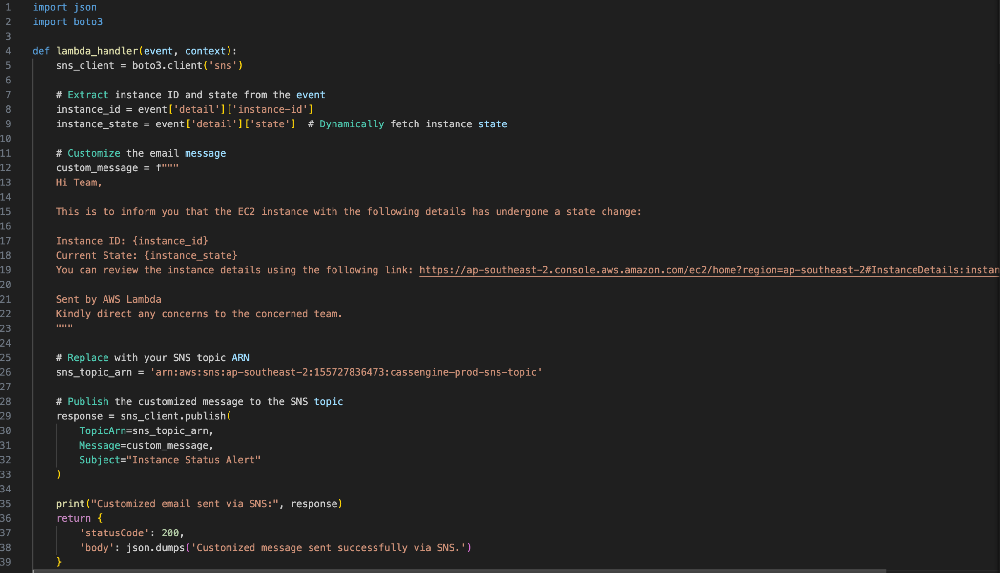 1 import json
2 import boto3
3
4 def lambda_handler(event, context):
5     sns_client = boto3.client('sns')
6
7     # Extract instance ID and state from the event
8     instance_id = event['detail']['instance-id']
9     instance_state = event['detail']['state']  # Dynamically fetch instance state
10
11     # Customize the email message
12     custom_message = f"""
13     Hi Team,
14
15     This is to inform you that the EC2 instance with the following details has undergone a state change:
16
17     Instance ID: {instance_id}
18     Current State: {instance_state}
19     You can review the instance details using the following link: https://ap-southeast-2.console.aws.amazon.com/ec2/home?region=ap-southeast-2#InstanceDetails:instan
20
21     Sent by AWS Lambda
22     Kindly direct any concerns to the concerned team.
23     """
24
25     # Replace with your SNS topic ARN
26     sns_topic_arn = 'arn:aws:sns:ap-southeast-2:155727836473:cassengine-prod-sns-topic'
27
28     # Publish the customized message to the SNS topic
29     response = sns_client.publish(
30         TopicArn=sns_topic_arn,
31         Message=custom_message,
32         Subject="Instance Status Alert"
33     )
34
35     print("Customized email sent via SNS:", response)
36     return {
37         'statusCode': 200,
38         'body': json.dumps('Customized message sent successfully via SNS.')
39     }